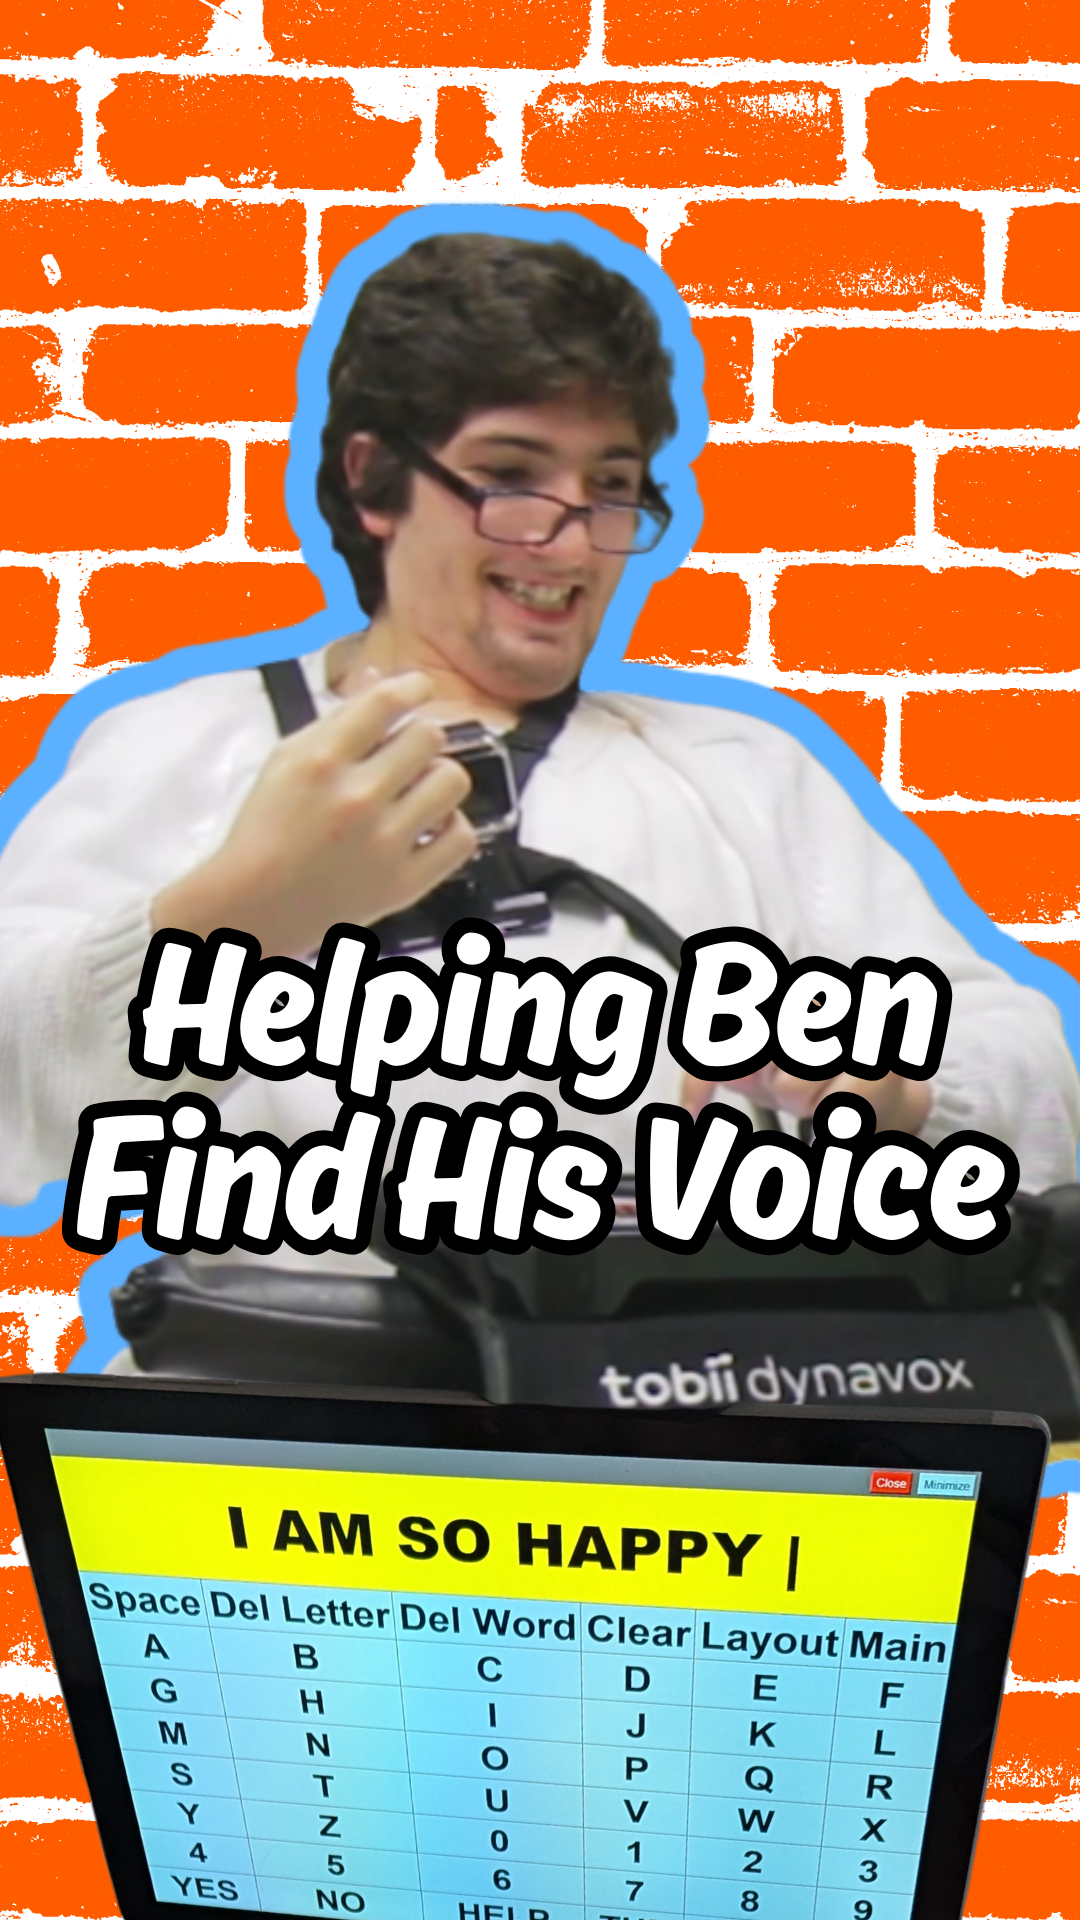 Helping Ben
Find His Voice
tobii dynavox
Close Minimize
I AM SO HAPPY |
Space Del Letter Del Word Clear Layout Main
A B C D E F
G H I J K L
M N O P Q R
S T U V W X
Y Z 0 1 2 3
4 5 6 7 8 9
YES NO HELP